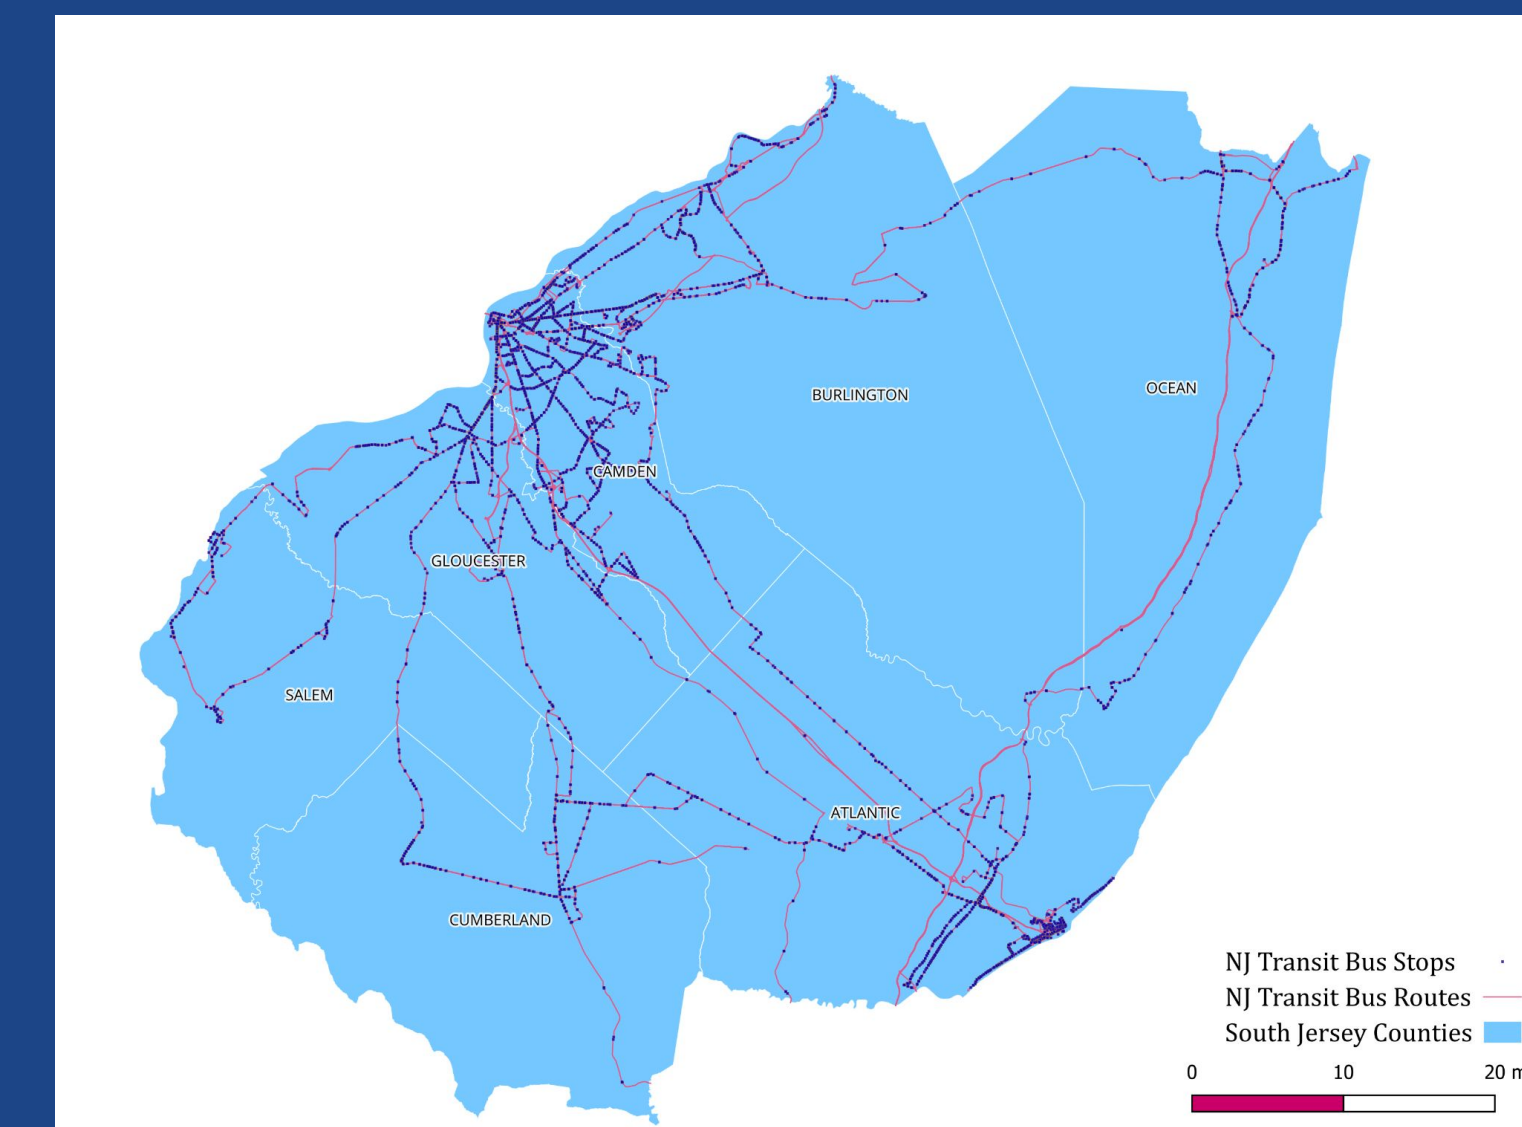 BURLINGTON
OCEAN
CAMDEN
GLOUCESTER
SALEM
ATLANTIC
CUMBERLAND
NJ Transit Bus Stops
NJ Transit Bus Routes
South Jersey Counties
0 10 20 m